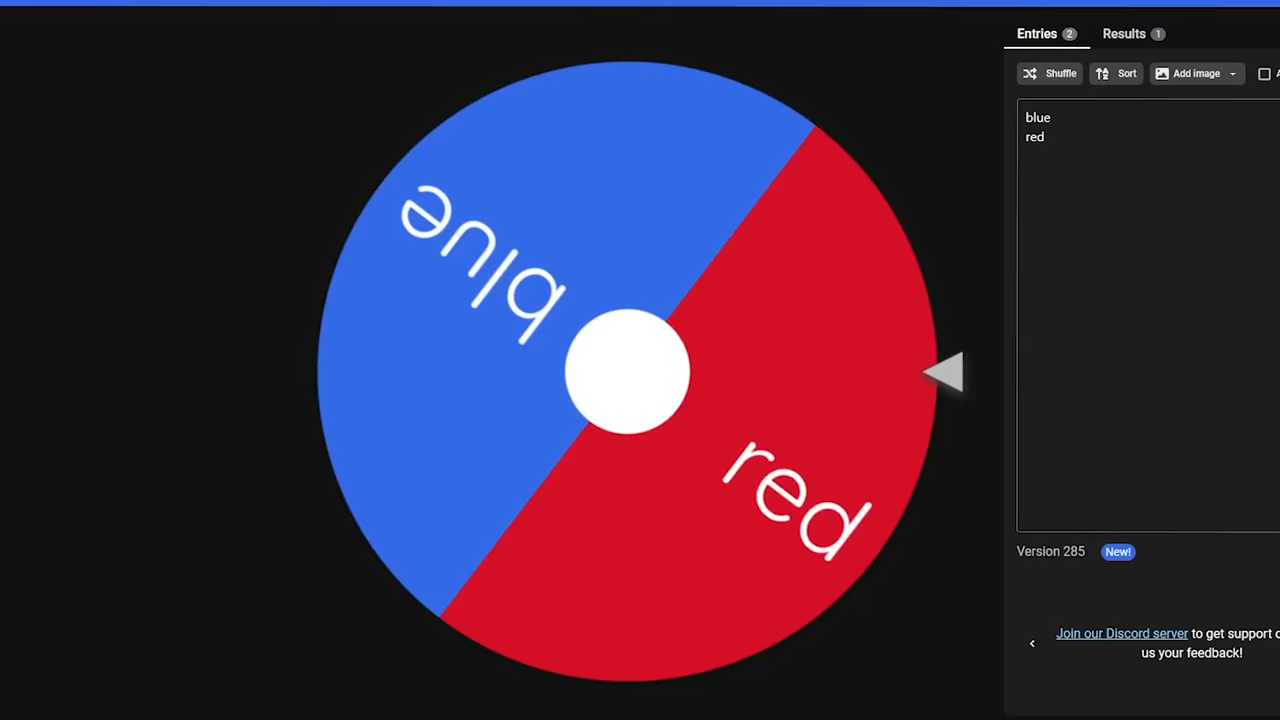 Entries 2 Results 1
Shuffle Sort Add image
blue
red
blue
red
Version 285 New!
Join our Discord server to get support
us your feedback!